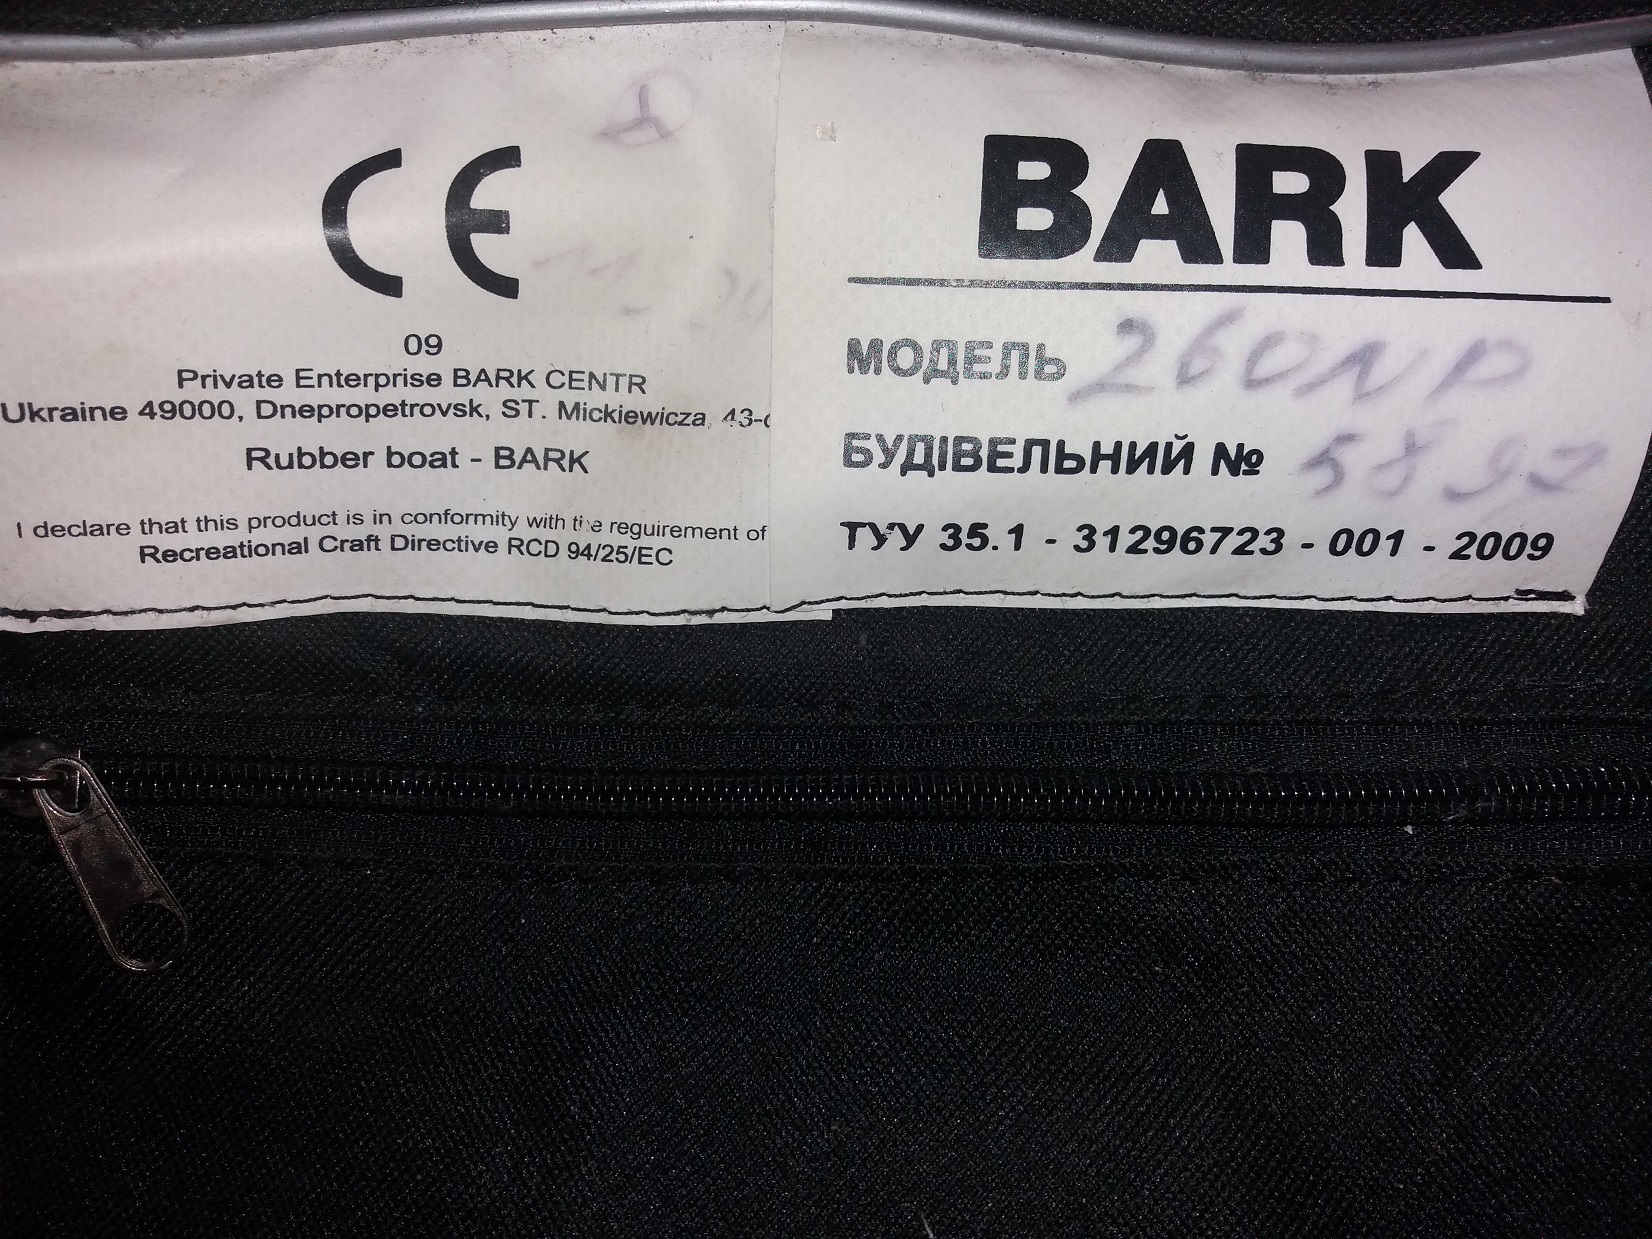 CE
09
Private Enterprise BARK CENTR
Ukraine 49000, Dnepropetrovsk, ST. Mickiewicza, 43-
Rubber boat - BARK
I declare that this product is in conformity with the reguirement of
Recreational Craft Directive RCD 94/25/EC
BARK
МОДЕЛЬ
БУДІВЕЛЬНИЙ №
ТУУ 35.1 - 31296723 - 001 - 2009